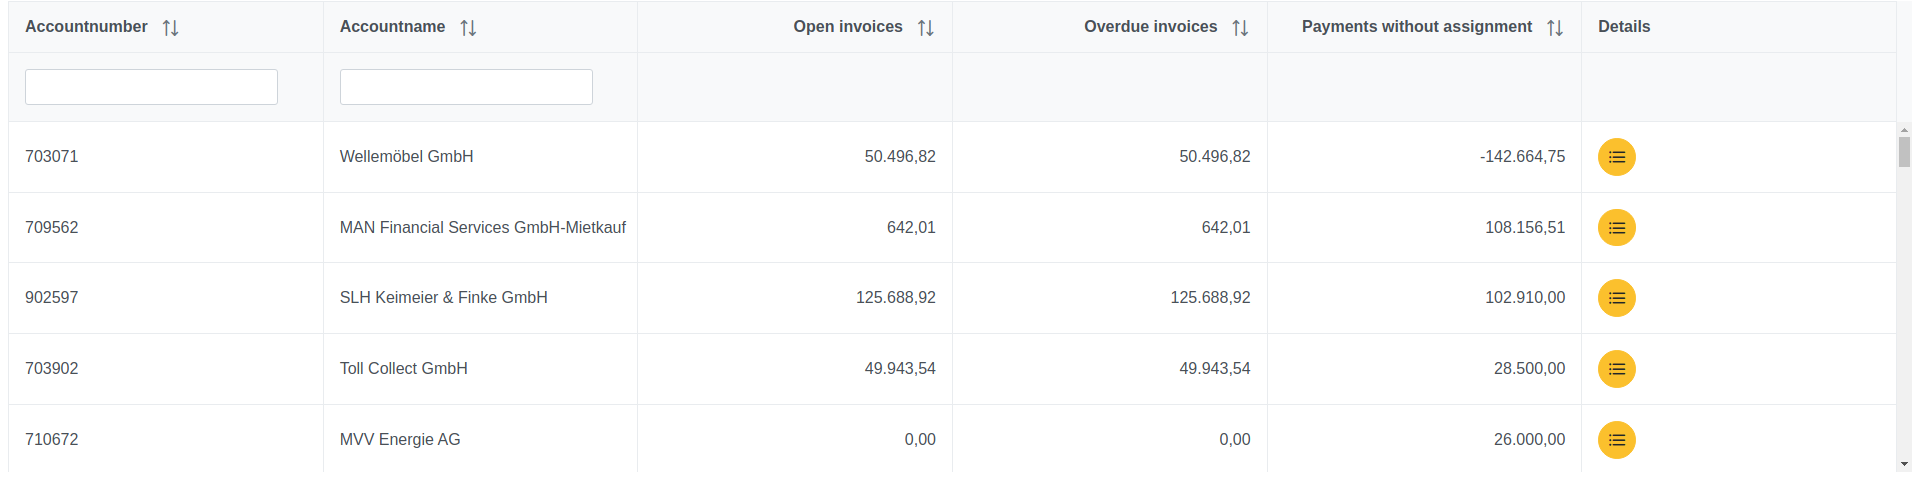 Accountnumber Accountname Open invoices Overdue invoices Payments without assignment Details
703071 Wellemöbel GmbH 50.496,82 50.496,82 -142.664,75
709562 MAN Financial Services GmbH-Mietkauf 642,01 642,01 108.156,51
902597 SLH Keimeier & Finke GmbH 125.688,92 125.688,92 102.910,00
703902 Toll Collect GmbH 49.943,54 49.943,54 28.500,00
710672 MVV Energie AG 0,00 0,00 26.000,00